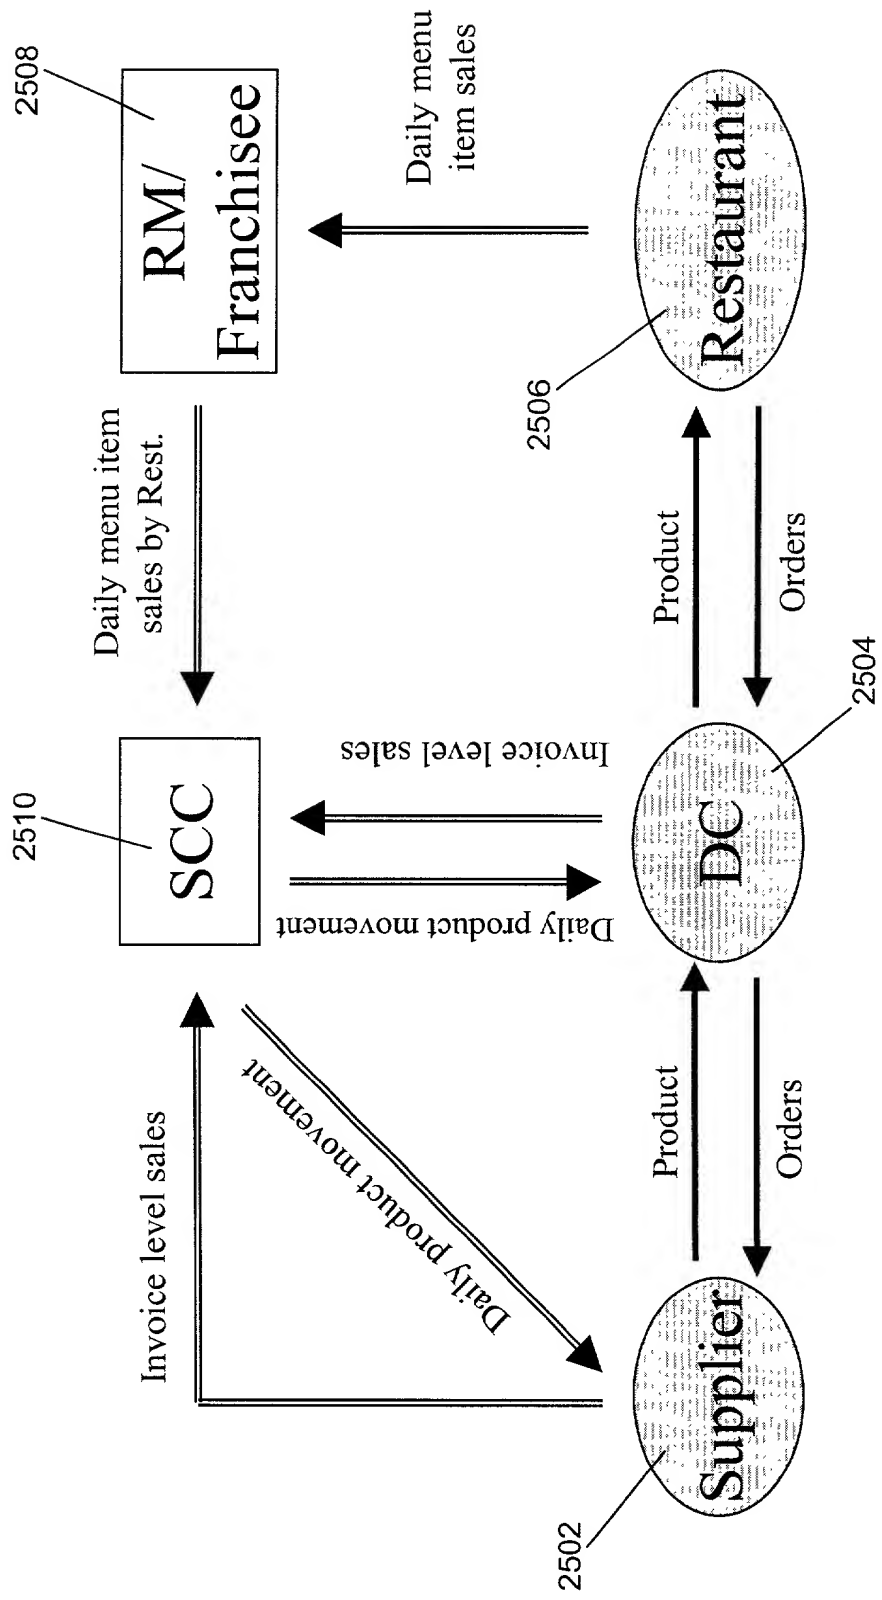 2510
2508
SCC
RM/
Franchisee
Invoice level sales
Daily menu item
sales by Rest.
Daily product movement
Daily product movement
Invoice level sales
Daily menu
item sales
2502
2506
Supplier
DC
Restaurant
Product
Product
Orders
Orders
2504